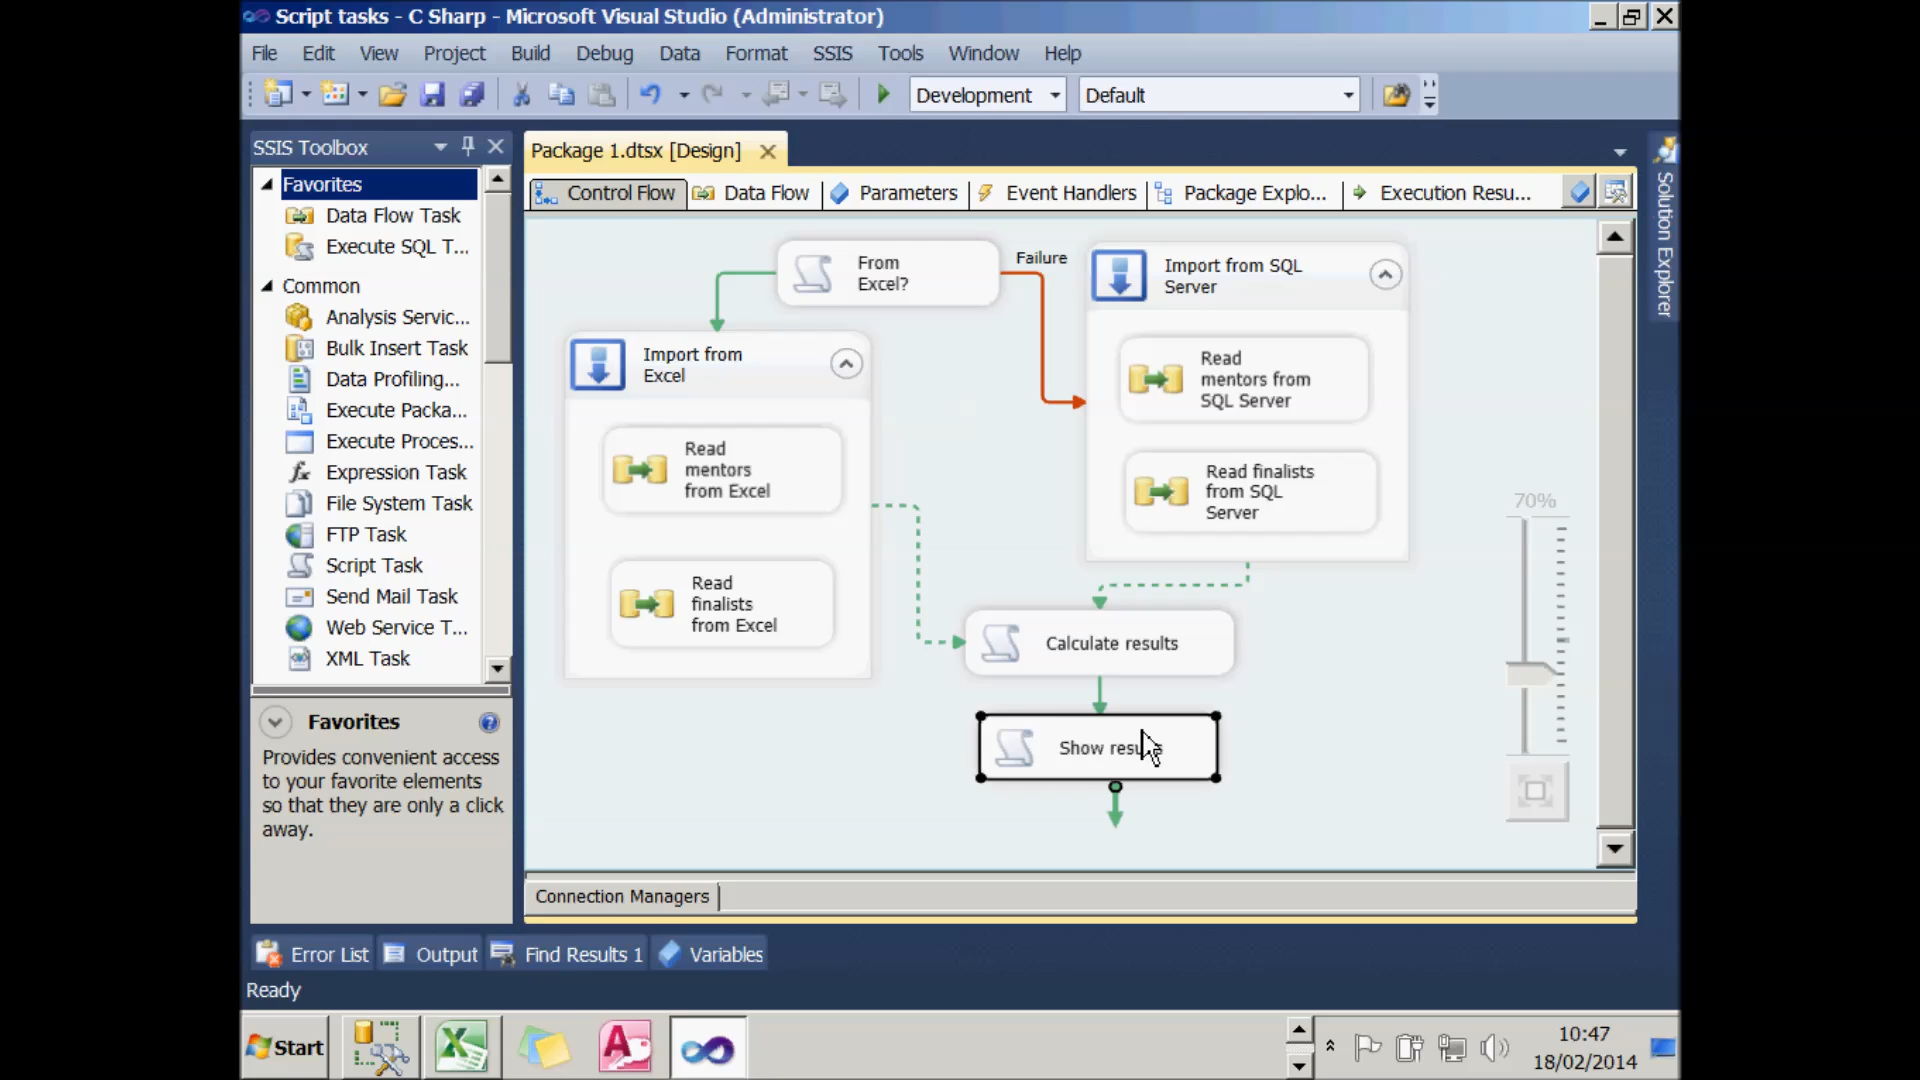 Script tasks - C Sharp - Microsoft Visual Studio (Administrator)
File Edit View Project Build Debug Team Data Format SSIS Tools Window Help
Development
Default
SSIS Toolbox
Favorites
Data Flow Task
Execute SQL T...
Common
Analysis Servic...
Bulk Insert Task
Data Profiling...
Execute Packa...
Execute Proces...
Expression Task
File System Task
FTP Task
Script Task
Send Mail Task
Web Service T...
XML Task
Favorites
Provides convenient access
to your favorite elements
so that they are only a click
away.
Package 1.dtsx [Design]
Control Flow
Data Flow
Parameters
Event Handlers
Package Explo...
Execution Resu...
Solution Explorer
From
Excel?
Failure
Import from SQL
Server
Read
mentors from
SQL Server
Read finalists
from SQL
Server
Import from
Excel
Read
mentors
from Excel
Read
finalists
from Excel
Calculate results
Show results
70%
Connection Managers
Error List
Output
Find Results 1
Variables
Ready
Start
10:47
18/02/2014